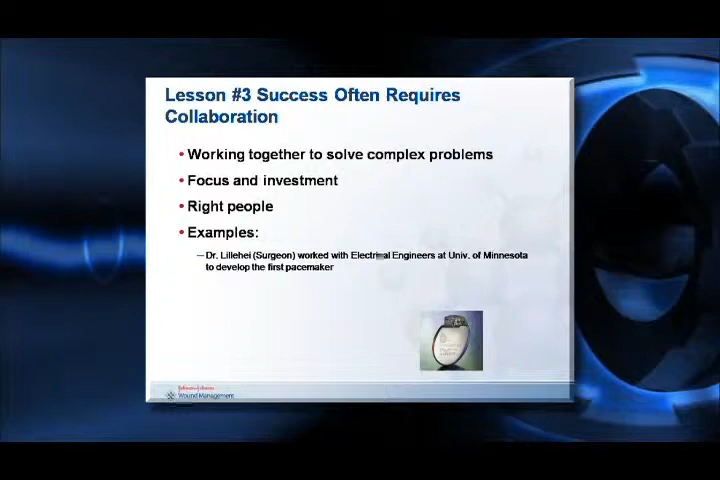 Lesson #3 Success Often Requires
Collaboration
• Working together to solve complex problems
• Focus and investment
• Right people
• Examples:
– Dr. Lillehei (Surgeon) worked with Electrical Engineers at Univ. of Minnesota
to develop the first pacemaker
Johnson & Johnson
Wound Management